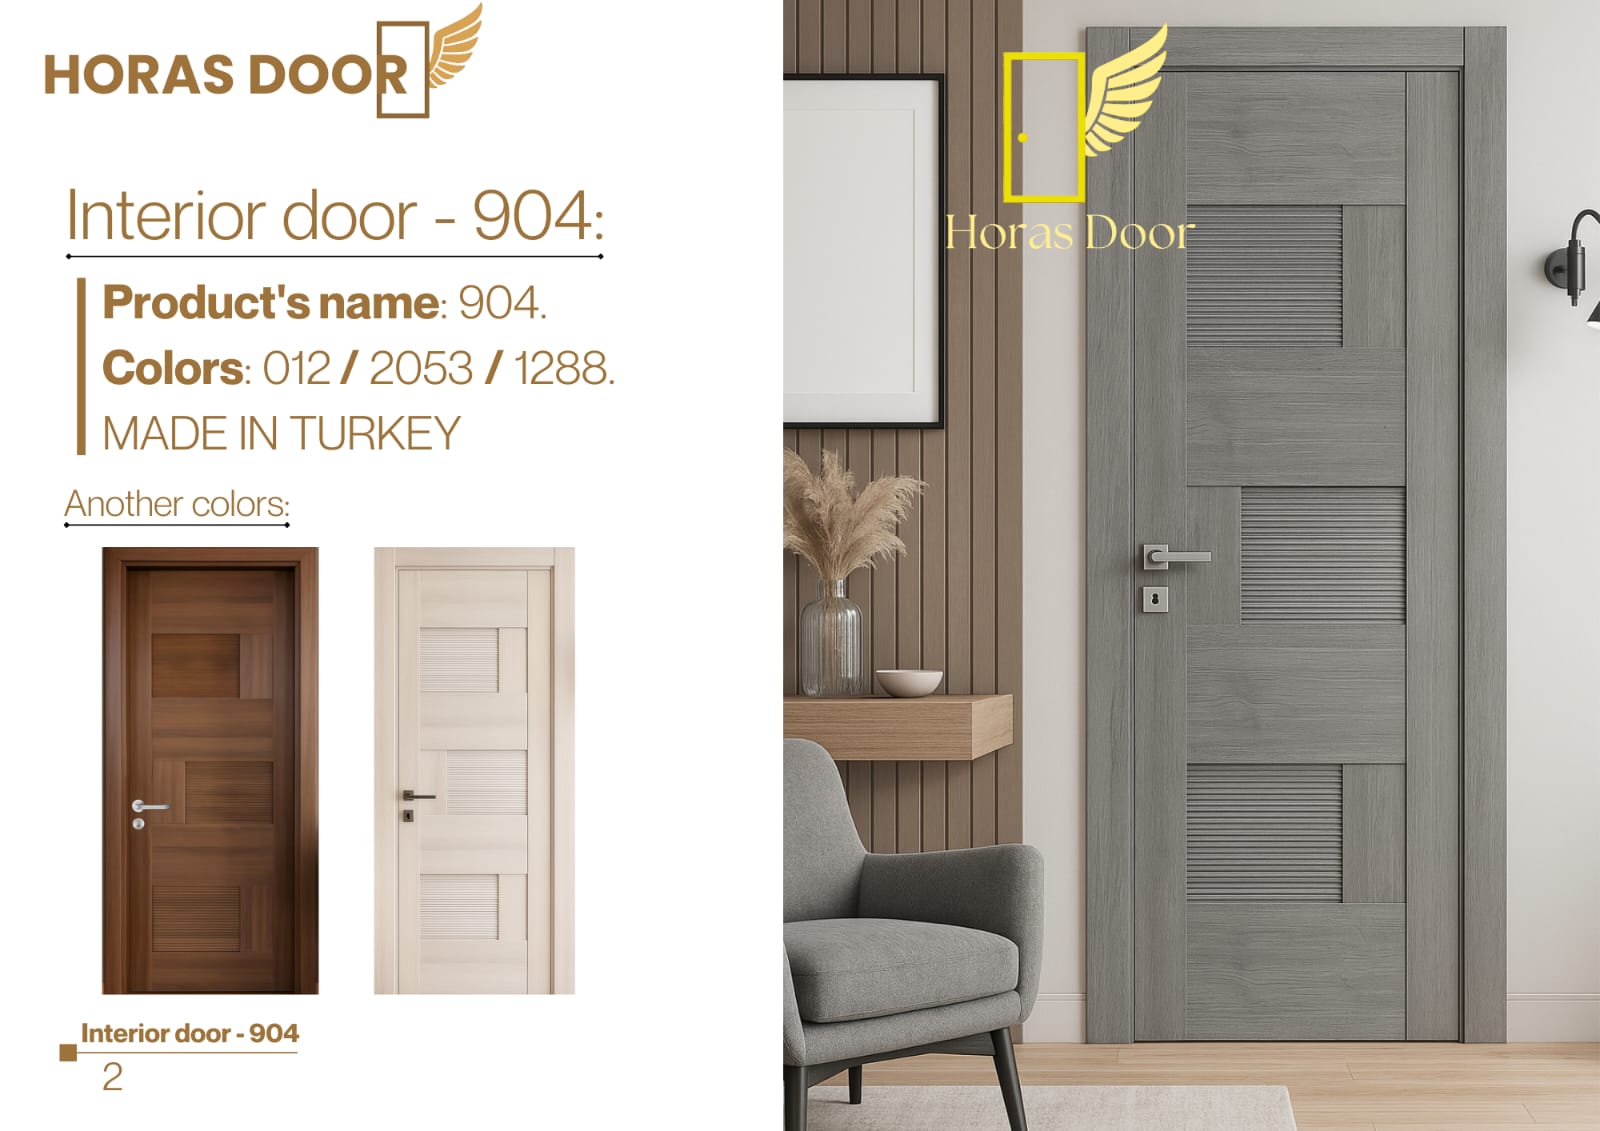 HORAS DOOR
Interior door - 904:
Product's name: 904.
Colors: 012 / 2053 / 1288.
MADE IN TURKEY
Another colors:
Interior door - 904
2
Horas Door